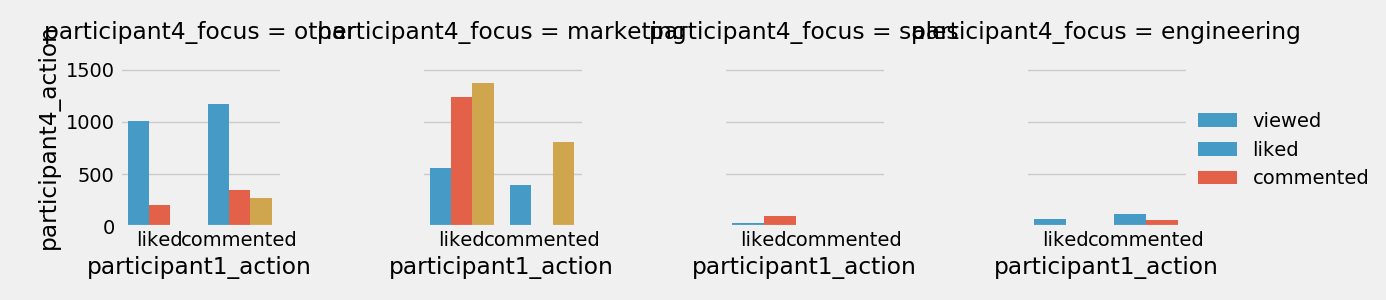 participant4_focus = other
participant4_focus = marketing
participant4_focus = sales
participant4_focus = engineering
participant4_action
1500
1000
500
0
liked commented
liked commented
liked commented
liked commented
participant1_action
participant1_action
participant1_action
participant1_action
viewed
liked
commented